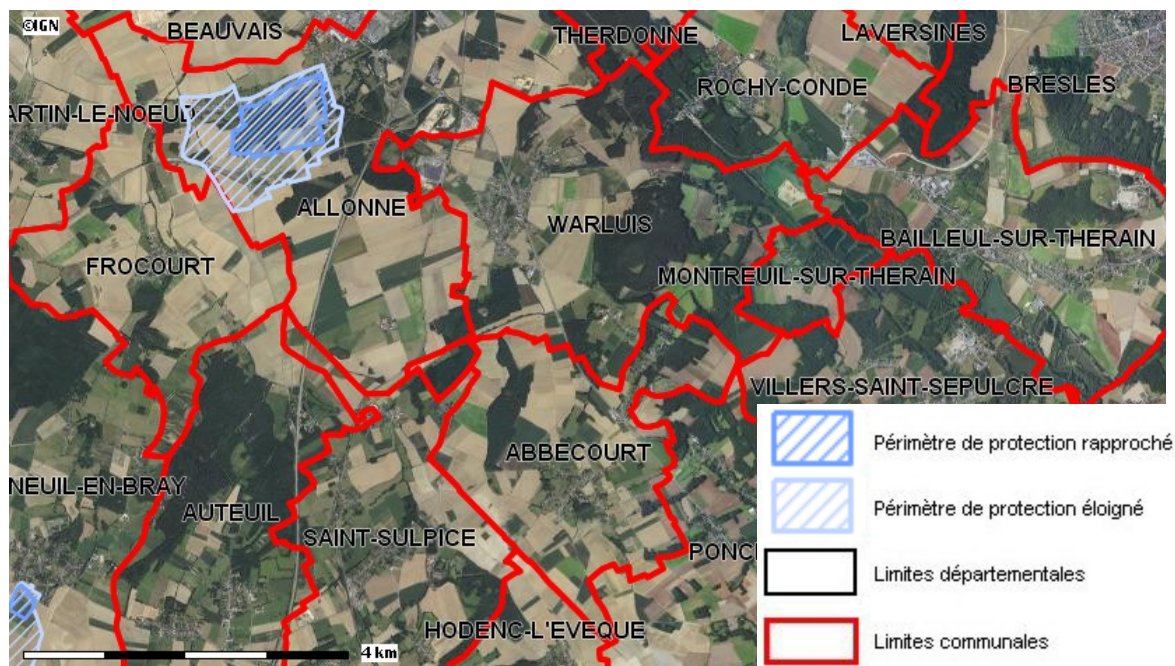 ©IGN
BEAUVAIS
THERDONNE
LAVERSINES
ROCHY-CONDE
BRESLES
ARTIN-LE-NOEUD
ALLONNE
WARLUIS
BAILLEUL-SUR-THERAIN
FROCOURT
MONTREUIL-SUR-THERAIN
VILLERS-SAINT-SEPULCRE
ABBECOURT
NEUIL-EN-BRAY
AUTEUIL
SAINT-SULPICE
PONC
HODENC-L'EVEQUE
4 km
Périmètre de protection rapproché
Périmètre de protection éloigné
Limites départementales
Limites communales